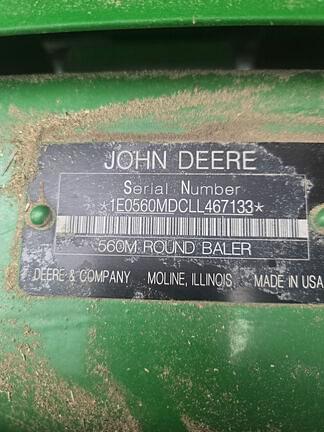 JOHN DEERE
Serial Number
*1E0560MDCLL467133*
560M ROUND BALER
DEERE & COMPANY MOLINE, ILLINOIS, MADE IN USA